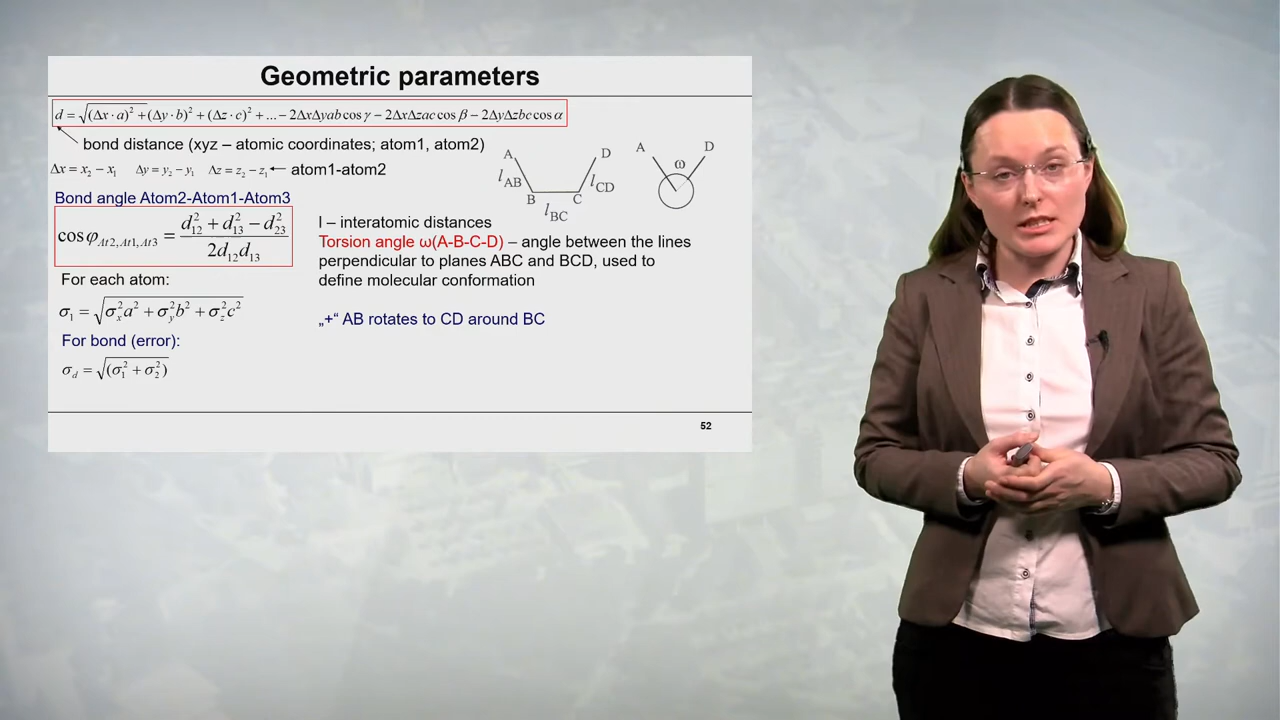 Geometric parameters
d = √(Δx·a)² + (Δy·b)² + (Δz·c)² + ... − 2ΔxΔyab cos γ − 2ΔxΔzac cos β − 2ΔyΔzbc cos α
bond distance (xyz – atomic coordinates; atom1, atom2)
Δx = x₂ − x₁ Δy = y₂ − y₁ Δz = z₂ − z₁ atom1-atom2
Bond angle Atom2-Atom1-Atom3
cos φ At2, At1, At3 = (d₁₂² + d₁₃² − d₂₃²) / 2d₁₂d₁₃
For each atom:
σ₁ = √σₓ²a² + σᵧ²b² + σ_z²c²
For bond (error):
σ_d = √(σ₁² + σ₂²)
A D
l_AB l_CD
B C
l_BC
A D
ω
l – interatomic distances
Torsion angle ω(A-B-C-D) – angle between the lines
perpendicular to planes ABC and BCD, used to
define molecular conformation
„+“ AB rotates to CD around BC
52